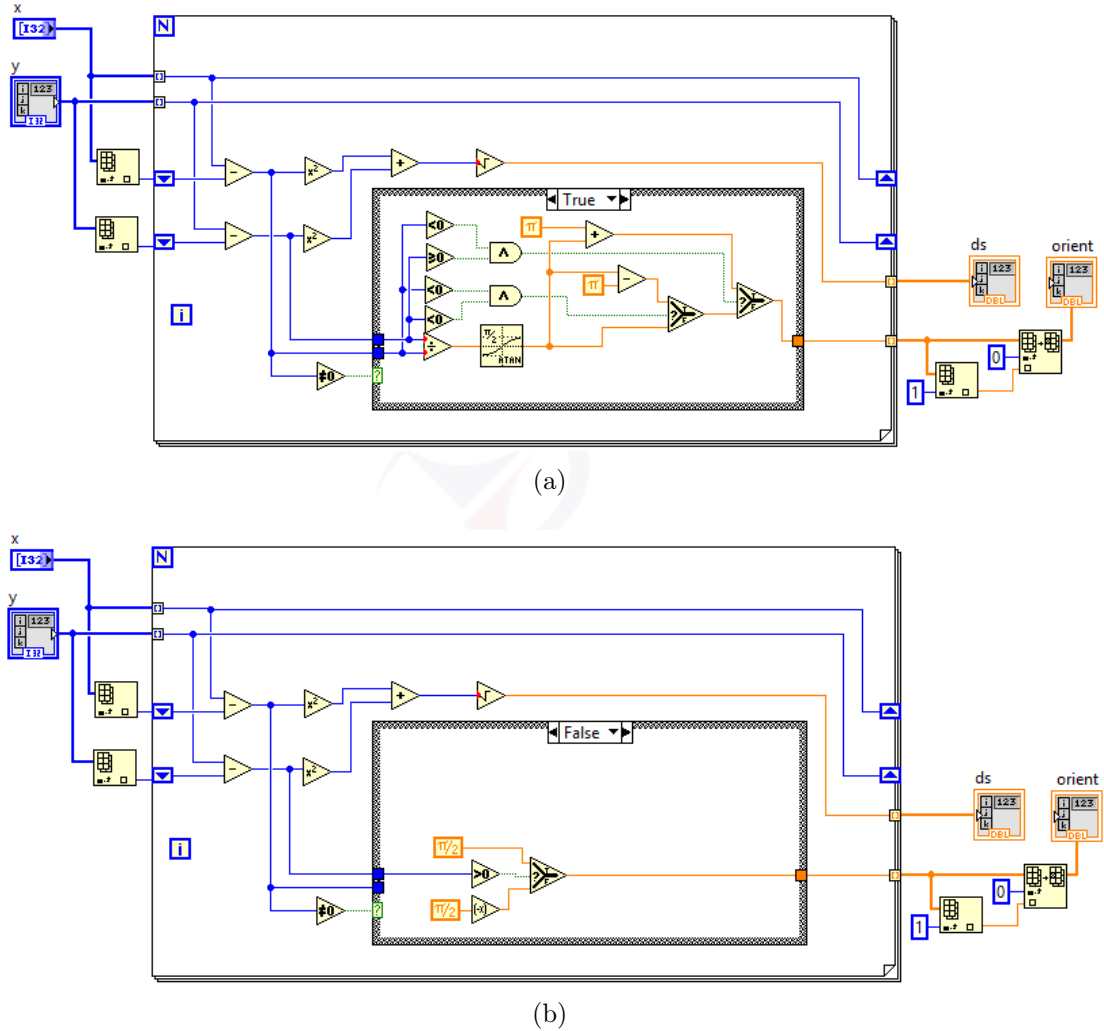 x
[I32]
N
y
i
j
k
123
I32
[]
[]
-
x²
+
√
True
-
x²
<0
π
+
≥0
∧
ds
i
j
k
123
DBL
orient
i
j
k
123
DBL
<0
∧
π
-
?
T
F
?
T
F
[]
i
<0
÷
π/2
ATAN
[]
0
≠0
?
1
(a)
x
[I32]
N
y
i
j
k
123
I32
[]
[]
-
x²
+
√
False
-
x²
ds
i
j
k
123
DBL
orient
i
j
k
123
DBL
[]
i
π/2
>0
?
T
F
[]
0
≠0
?
π/2
(-x)
1
(b)